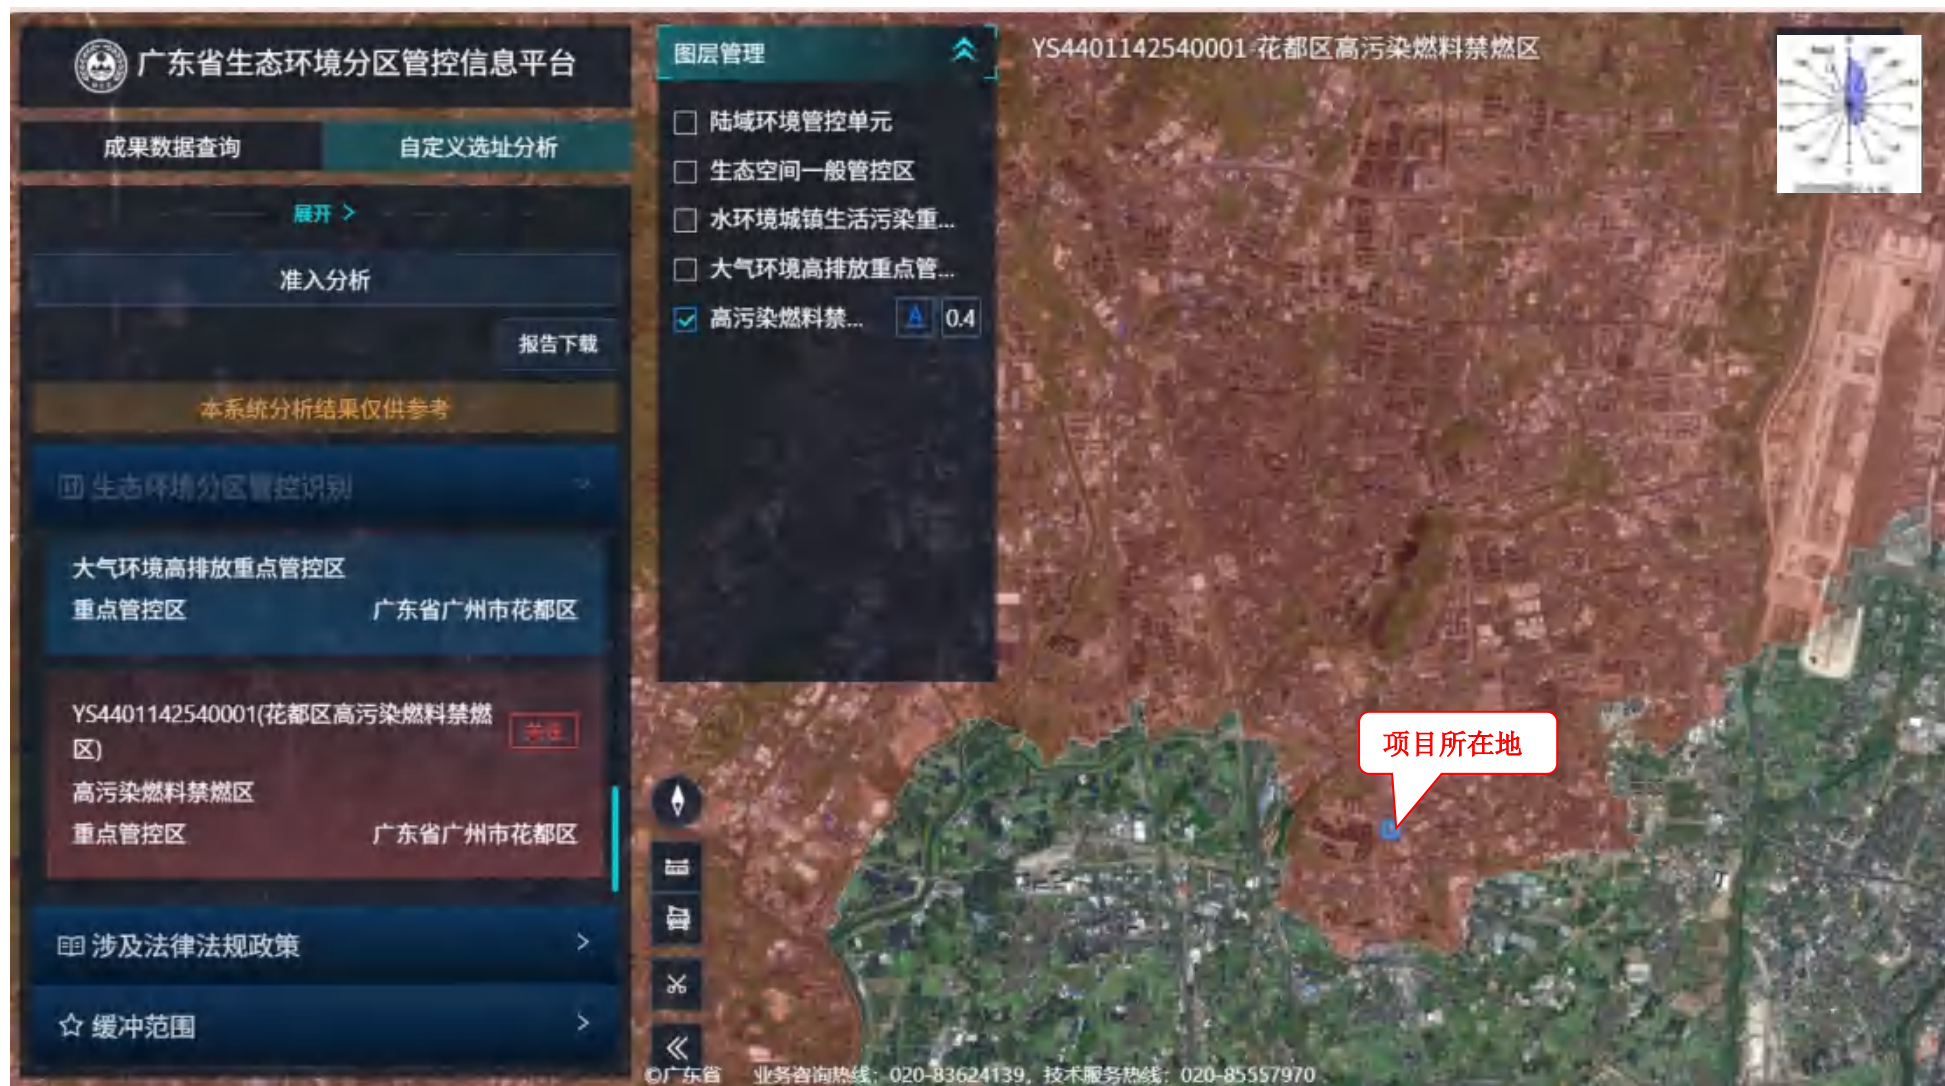 广东省生态环境分区管控信息平台
成果数据查询
自定义选址分析
展开 >
准入分析
报告下载
本系统分析结果仅供参考
生态环境分区管控识别
大气环境高排放重点管控区
重点管控区
广东省广州市花都区
YS4401142540001(花都区高污染燃料禁燃
区)
高污染燃料禁燃区
重点管控区
广东省广州市花都区
涉及法律法规政策
缓冲范围
图层管理
陆域环境管控单元
生态空间一般管控区
水环境城镇生活污染重...
大气环境高排放重点管...
高污染燃料禁...
0.4
YS4401142540001-花都区高污染燃料禁燃区
项目所在地
©广东省 业务咨询热线：020-83624139，技术服务热线：020-85557970